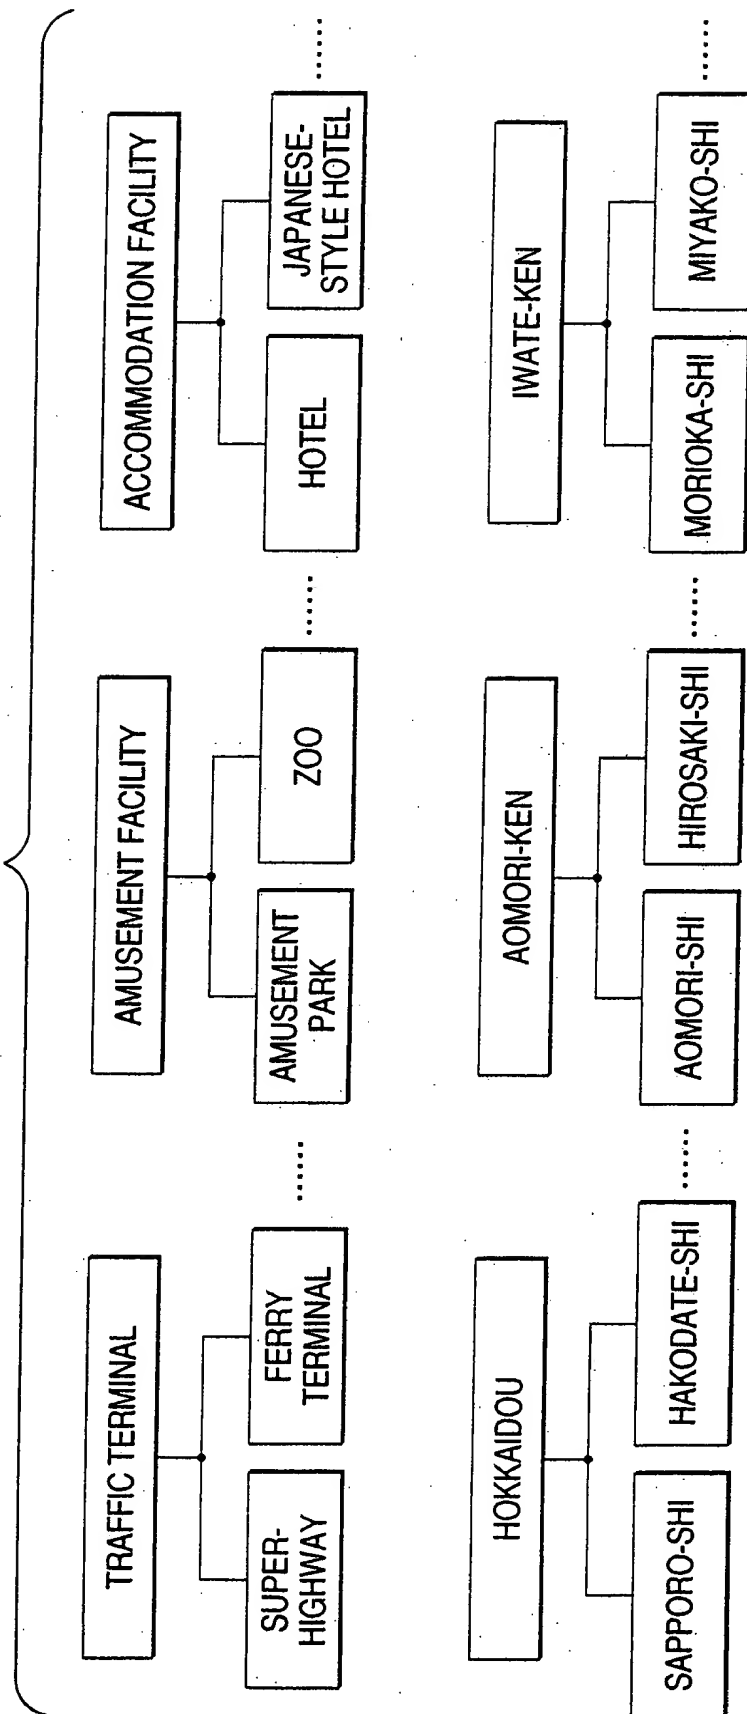 TRAFFIC TERMINAL
SUPER-
HIGHWAY
FERRY
TERMINAL
......
AMUSEMENT FACILITY
AMUSEMENT
PARK
ZOO
......
ACCOMMODATION FACILITY
HOTEL
JAPANESE-
STYLE HOTEL
......
HOKKAIDOU
SAPPORO-SHI
HAKODATE-SHI
......
AOMORI-KEN
AOMORI-SHI
HIROSAKI-SHI
......
IWATE-KEN
MORIOKA-SHI
MIYAKO-SHI
......